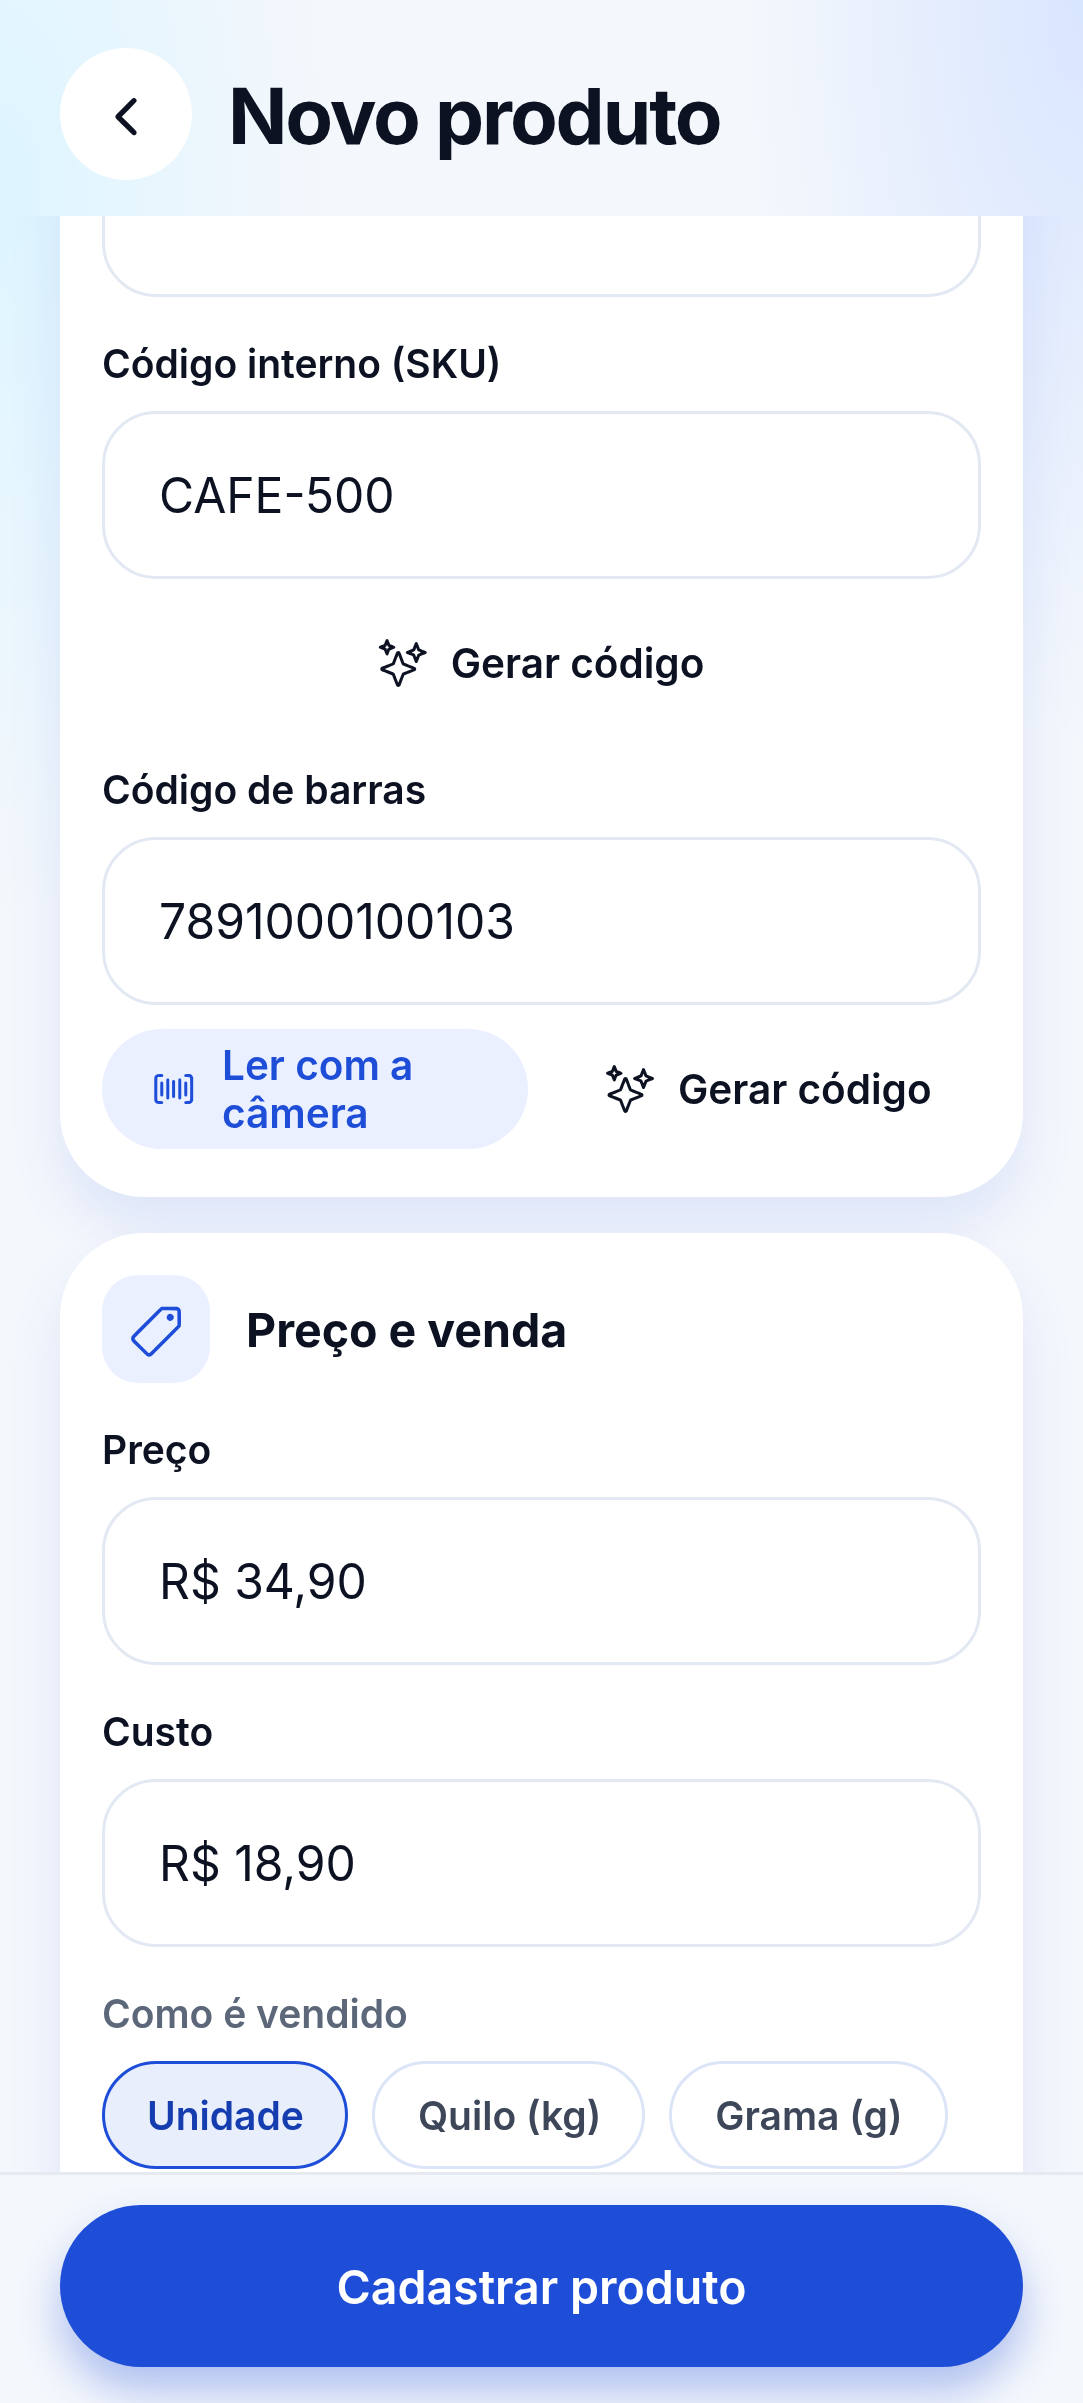 Novo produto
Código interno (SKU)
CAFE-500
Gerar código
Código de barras
7891000100103
Ler com a
câmera
Gerar código
Preço e venda
Preço
R$ 34,90
Custo
R$ 18,90
Como é vendido
Unidade
Quilo (kg)
Grama (g)
Cadastrar produto